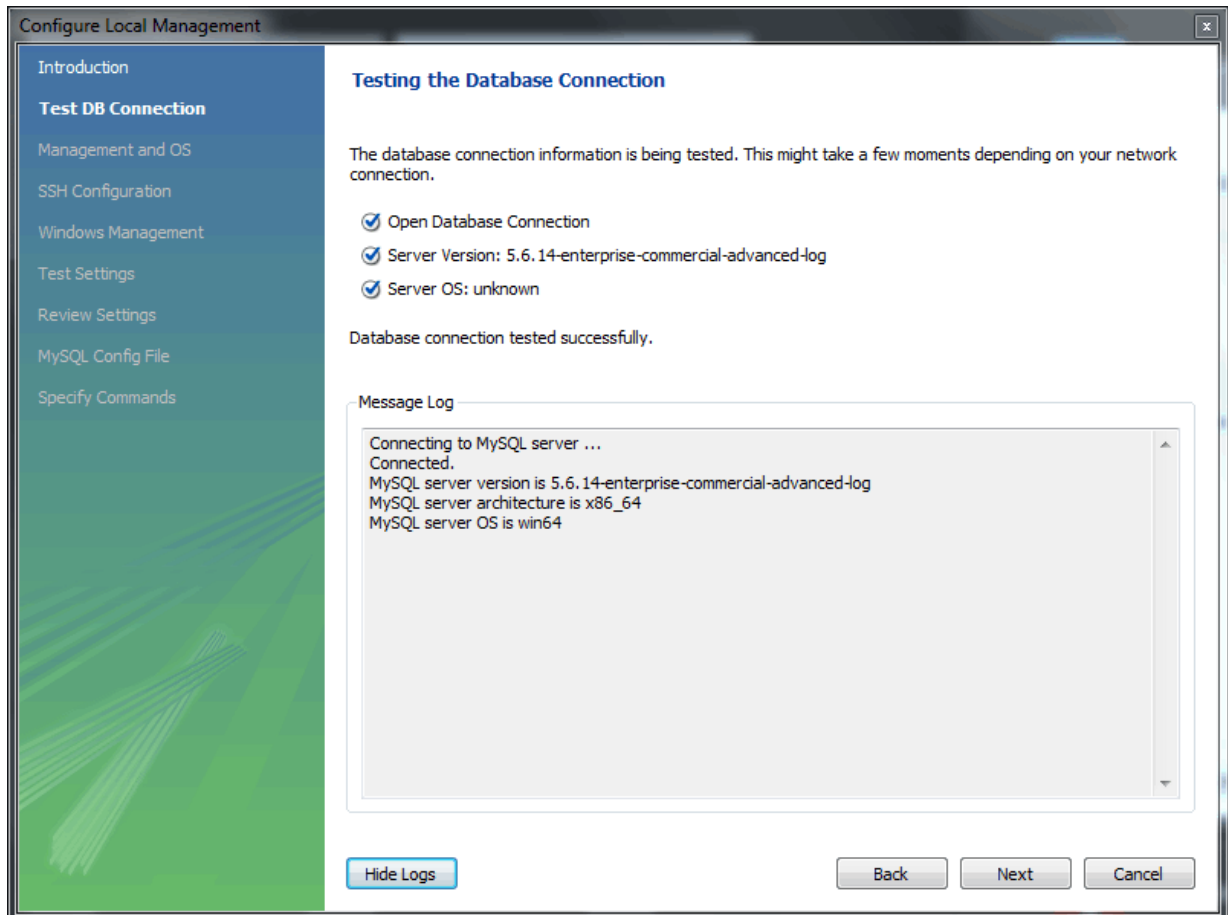 Configure Local Management
x
Introduction
Test DB Connection
Management and OS
SSH Configuration
Windows Management
Test Settings
Review Settings
MySQL Config File
Specify Commands
Testing the Database Connection
The database connection information is being tested. This might take a few moments depending on your network
connection.
Open Database Connection
Server Version: 5.6.14-enterprise-commercial-advanced-log
Server OS: unknown
Database connection tested successfully.
Message Log
Connecting to MySQL server ...
Connected.
MySQL server version is 5.6.14-enterprise-commercial-advanced-log
MySQL server architecture is x86_64
MySQL server OS is win64
Hide Logs
Back
Next
Cancel